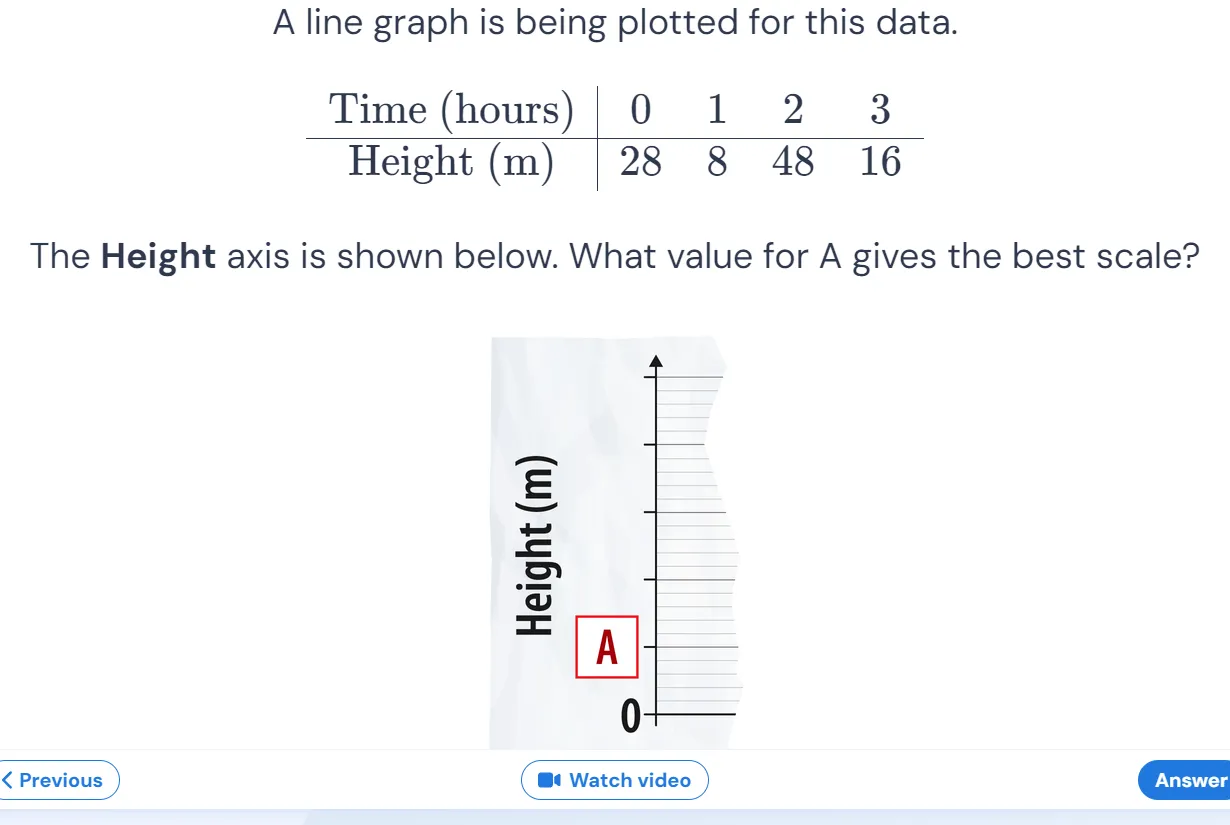 A line graph is being plotted for this data.
Time (hours) 0 1 2 3
Height (m) 28 8 48 16
The Height axis is shown below. What value for A gives the best scale?
Height (m)
A
0
Previous
Watch video
Answer